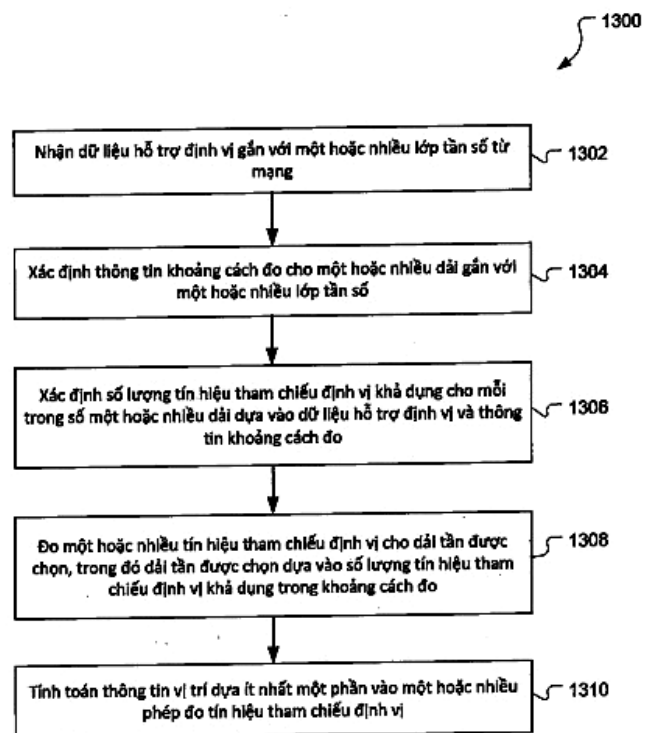 1300
Nhận dữ liệu hỗ trợ định vị gắn với một hoặc nhiều lớp tần số từ
mạng
1302
Xác định thông tin khoảng cách đo cho một hoặc nhiều dải gắn với
một hoặc nhiều lớp tần số
1304
Xác định số lượng tín hiệu tham chiếu định vị khả dụng cho mỗi
trong số một hoặc nhiều dải dựa vào dữ liệu hỗ trợ định vị và thông
tin khoảng cách đo
1306
Đo một hoặc nhiều tín hiệu tham chiếu định vị cho dải tần được
chọn, trong đó dải tần được chọn dựa vào số lượng tín hiệu tham
chiếu định vị khả dụng trong khoảng cách đo
1308
Tính toán thông tin vị trí dựa ít nhất một phần vào một hoặc nhiều
phép đo tín hiệu tham chiếu định vị
1310